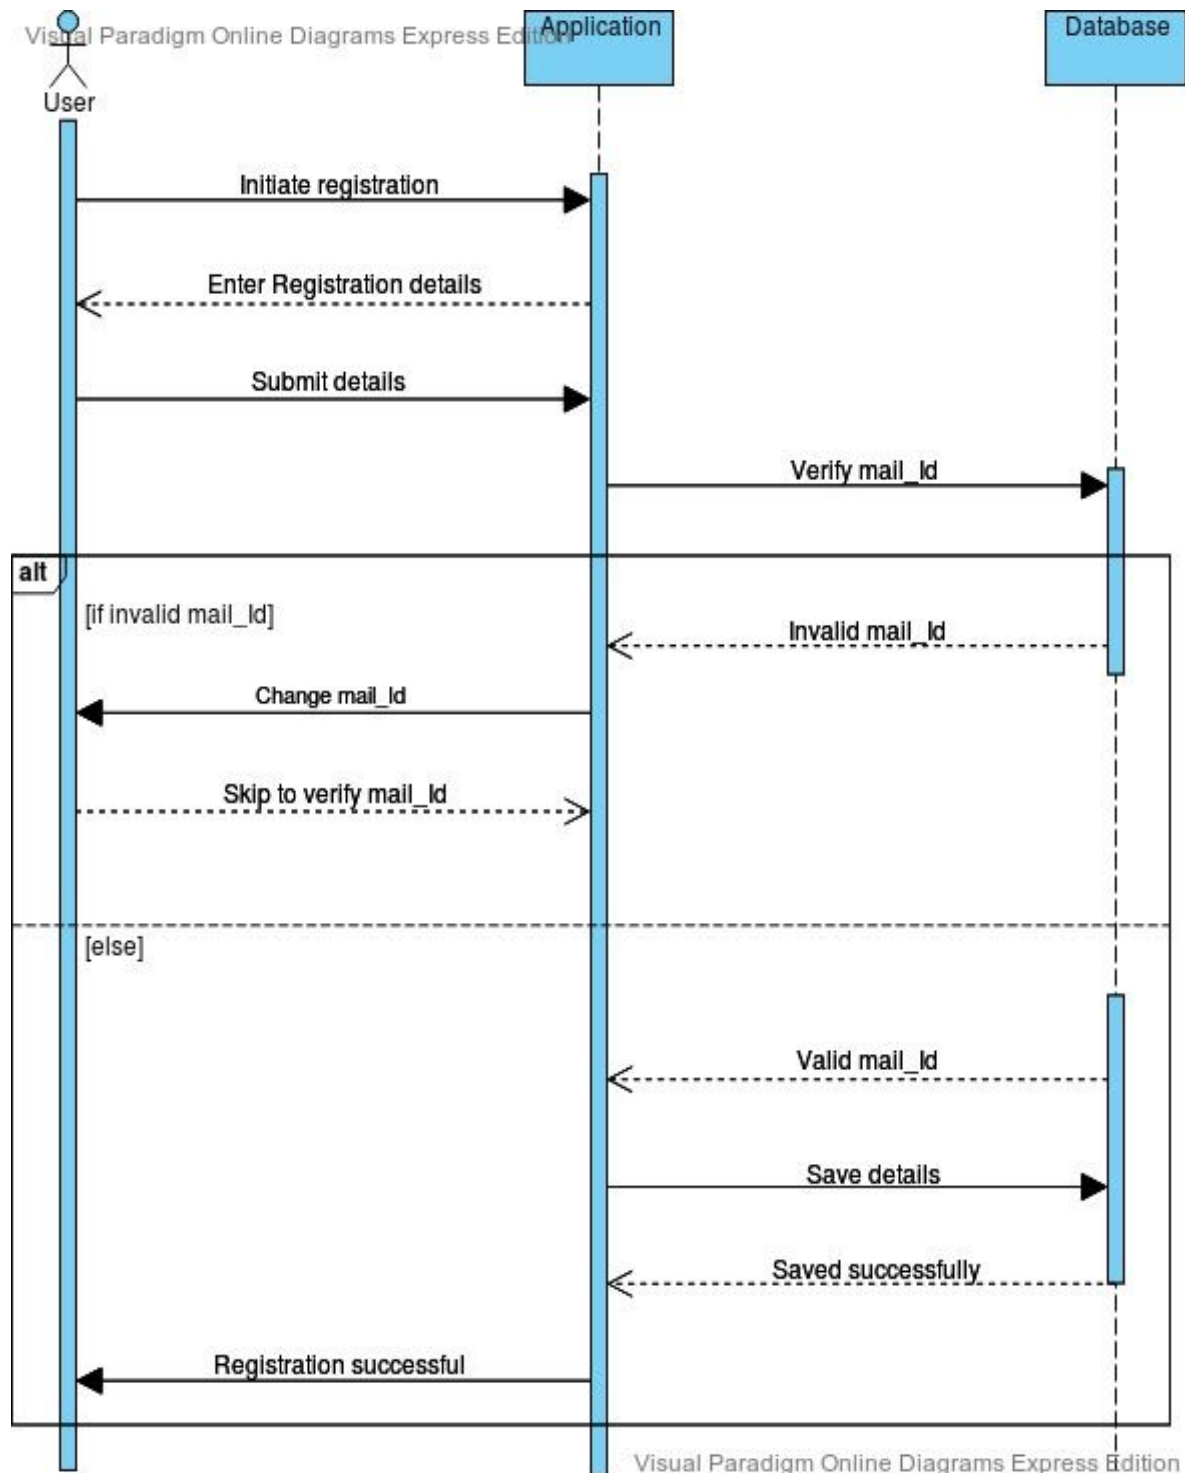 Visual Paradigm Online Diagrams Express Edition
Application
Database
User
Initiate registration
Enter Registration details
Submit details
Verify mail_Id
alt
[if invalid mail_Id]
Invalid mail_Id
Change mail_Id
Skip to verify mail_Id
[else]
Valid mail_Id
Save details
Saved successfully
Registration successful
Visual Paradigm Online Diagrams Express Edition